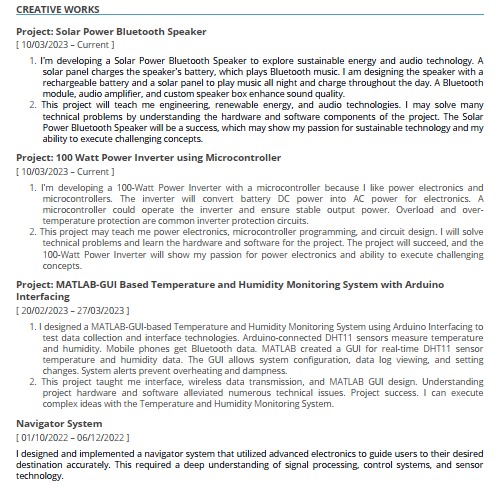 CREATIVE WORKS
Project: Solar Power Bluetooth Speaker
[ 10/03/2023 – Current ]
1. I'm developing a Solar Power Bluetooth Speaker to explore sustainable energy and audio technology. A
solar panel charges the speaker's battery, which plays Bluetooth music. I am designing the speaker with a
rechargeable battery and a solar panel to play music all night and charge throughout the day. A Bluetooth
module, audio amplifier, and custom speaker box enhance sound quality.
2. This project will teach me engineering, renewable energy, and audio technologies. I may solve many
technical problems by understanding the hardware and software components of the project. The Solar
Power Bluetooth Speaker will be a success, which may show my passion for sustainable technology and my
ability to execute challenging concepts.
Project: 100 Watt Power Inverter using Microcontroller
[ 10/03/2023 – Current ]
1. I'm developing a 100-Watt Power Inverter with a microcontroller because I like power electronics and
microcontrollers. The inverter will convert battery DC power into AC power for electronics. A
microcontroller could operate the inverter and ensure stable output power. Overload and over-
temperature protection are common inverter protection circuits.
2. This project may teach me power electronics, microcontroller programming, and circuit design. I will solve
technical problems and learn the hardware and software for the project. The project will succeed, and the
100-Watt Power Inverter will show my passion for power electronics and ability to execute challenging
concepts.
Project: MATLAB-GUI Based Temperature and Humidity Monitoring System with Arduino
Interfacing
[ 20/02/2023 – 27/03/2023 ]
1. I designed a MATLAB-GUI-based Temperature and Humidity Monitoring System using Arduino Interfacing to
test data collection and interface technologies. Arduino-connected DHT11 sensors measure temperature
and humidity. Mobile phones get Bluetooth data. MATLAB created a GUI for real-time DHT11 sensor
temperature and humidity data. The GUI allows system configuration, data log viewing, and setting
changes. System alerts prevent overheating and dampness.
2. This project taught me interface, wireless data transmission, and MATLAB GUI design. Understanding
project hardware and software alleviated numerous technical issues. Project success. I can execute
complex ideas with the Temperature and Humidity Monitoring System.
Navigator System
[ 01/10/2022 – 06/12/2022 ]
I designed and implemented a navigator system that utilized advanced electronics to guide users to their desired
destination accurately. This required a deep understanding of signal processing, control systems, and sensor
technology.